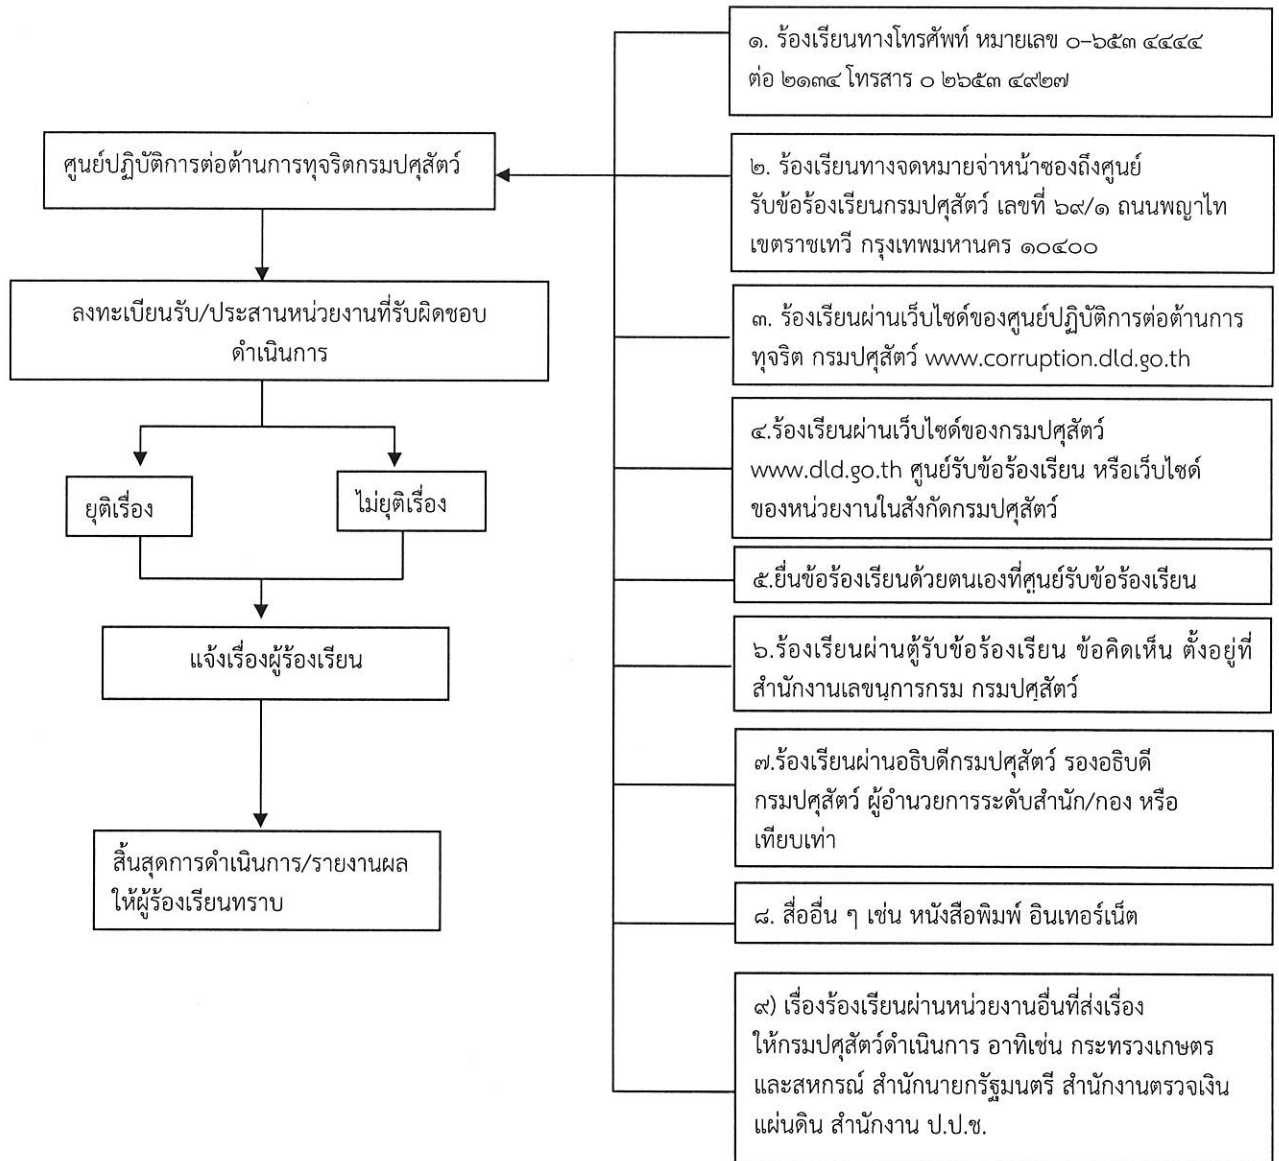 ๑. ร้องเรียนทางโทรศัพท์ หมายเลข ๐-๖๕๓ ๔๔๔๔
ต่อ ๒๑๓๔ โทรสาร ๐ ๒๖๕๓ ๔๙๒๗
ศูนย์ปฏิบัติการต่อต้านการทุจริตกรมปศุสัตว์
๒. ร้องเรียนทางจดหมายจ่าหน้าซองถึงศูนย์
รับข้อร้องเรียนกรมปศุสัตว์ เลขที่ ๖๙/๑ ถนนพญาไท
เขตราชเทวี กรุงเทพมหานคร ๑๐๔๐๐
ลงทะเบียนรับ/ประสานหน่วยงานที่รับผิดชอบ
ดำเนินการ
๓. ร้องเรียนผ่านเว็บไซด์ของศูนย์ปฏิบัติการต่อต้านการ
ทุจริต กรมปศุสัตว์ www.corruption.dld.go.th
๔.ร้องเรียนผ่านเว็บไซด์ของกรมปศุสัตว์
www.dld.go.th ศูนย์รับข้อร้องเรียน หรือเว็บไซด์
ของหน่วยงานในสังกัดกรมปศุสัตว์
ยุติเรื่อง
ไม่ยุติเรื่อง
๕.ยื่นข้อร้องเรียนด้วยตนเองที่ศูนย์รับข้อร้องเรียน
๖.ร้องเรียนผ่านตู้รับข้อร้องเรียน ข้อคิดเห็น ตั้งอยู่ที่
สำนักงานเลขานุการกรม กรมปศุสัตว์
แจ้งเรื่องผู้ร้องเรียน
๗.ร้องเรียนผ่านอธิบดีกรมปศุสัตว์ รองอธิบดี
กรมปศุสัตว์ ผู้อำนวยการระดับสำนัก/กอง หรือ
เทียบเท่า
สิ้นสุดการดำเนินการ/รายงานผล
ให้ผู้ร้องเรียนทราบ
๘. สื่ออื่น ๆ เช่น หนังสือพิมพ์ อินเทอร์เน็ต
๙) เรื่องร้องเรียนผ่านหน่วยงานอื่นที่ส่งเรื่อง
ให้กรมปศุสัตว์ดำเนินการ อาทิเช่น กระทรวงเกษตร
และสหกรณ์ สำนักนายกรัฐมนตรี สำนักงานตรวจเงิน
แผ่นดิน สำนักงาน ป.ป.ช.